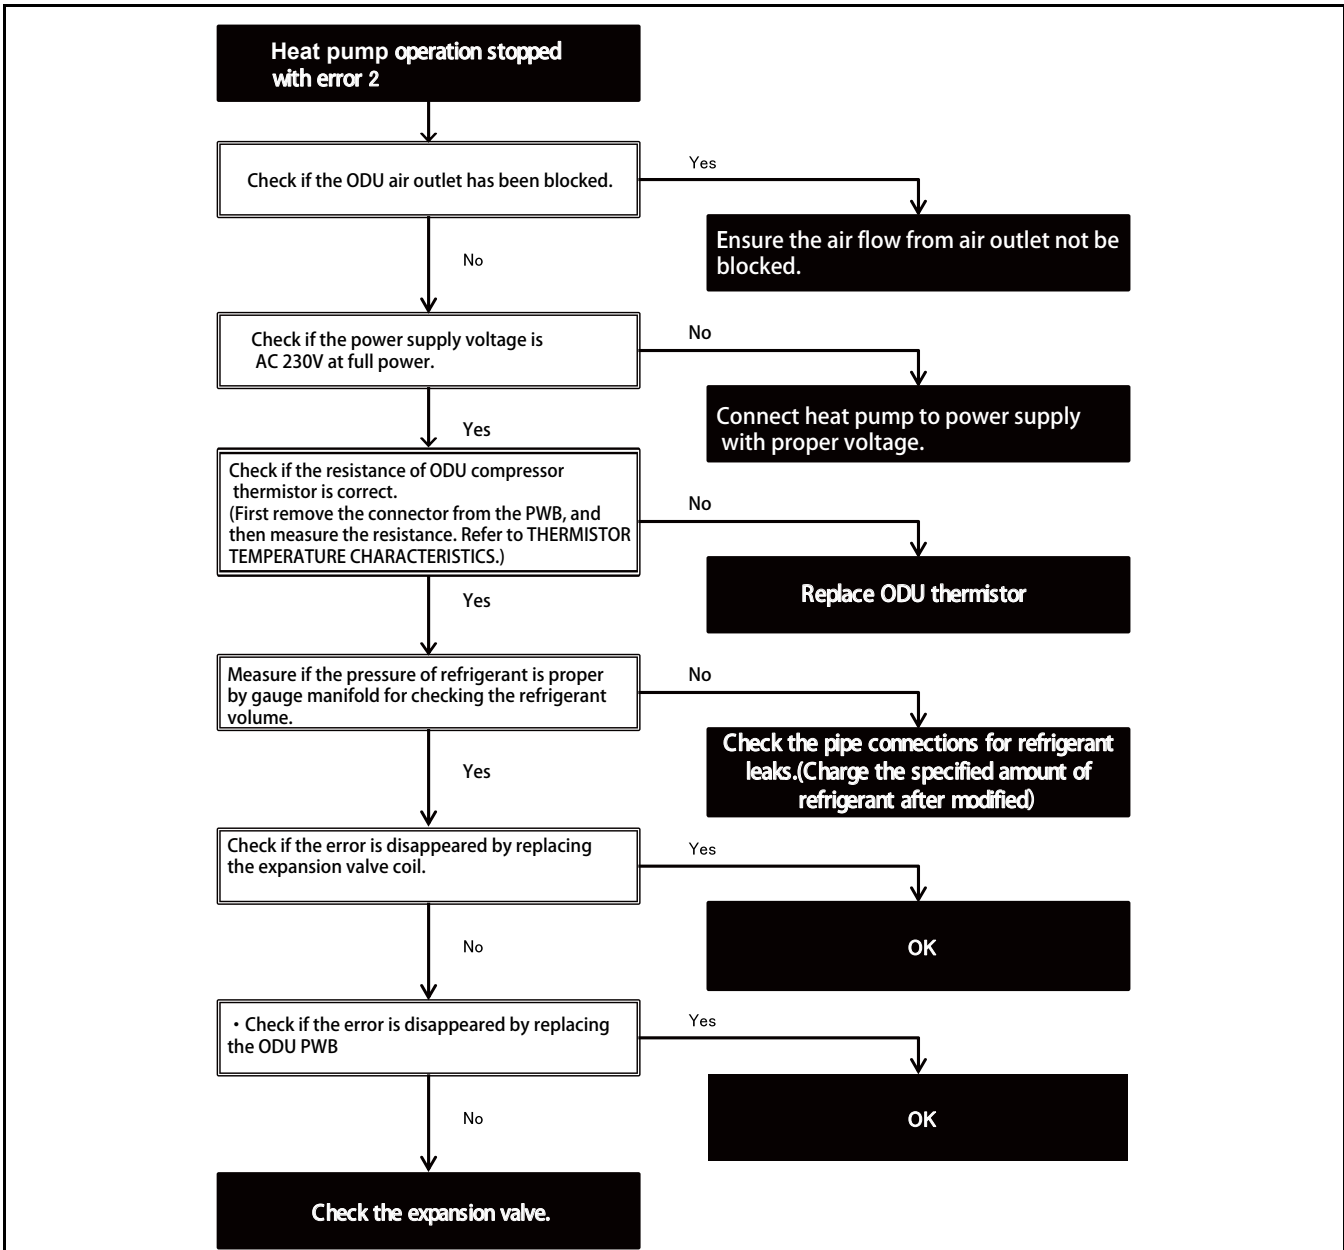 Heat pump operation stopped
with error 2
Check if the ODU air outlet has been blocked.
Yes
Ensure the air flow from air outlet not be
blocked.
No
Check if the power supply voltage is
AC 230V at full power.
No
Connect heat pump to power supply
with proper voltage.
Yes
Check if the resistance of ODU compressor
thermistor is correct.
(First remove the connector from the PWB, and
then measure the resistance. Refer to THERMISTOR
TEMPERATURE CHARACTERISTICS.)
No
Replace ODU thermistor
Yes
Measure if the pressure of refrigerant is proper
by gauge manifold for checking the refrigerant
volume.
No
Check the pipe connections for refrigerant
leaks.(Charge the specified amount of
refrigerant after modified)
Yes
Check if the error is disappeared by replacing
the expansion valve coil.
Yes
OK
No
・Check if the error is disappeared by replacing
the ODU PWB
Yes
OK
No
Check the expansion valve.